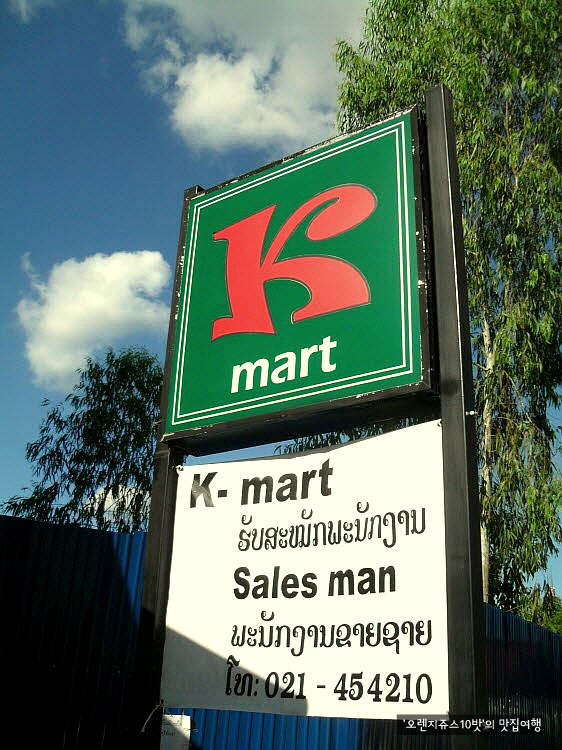 K
mart
K- mart
ຮັບສະໝັກພະນັກງານ
Sales man
ພະນັກງານຂາຍຊາຍ
ໂທ: 021 - 454210
'오렌지쥬스10밧'의 맛집여행